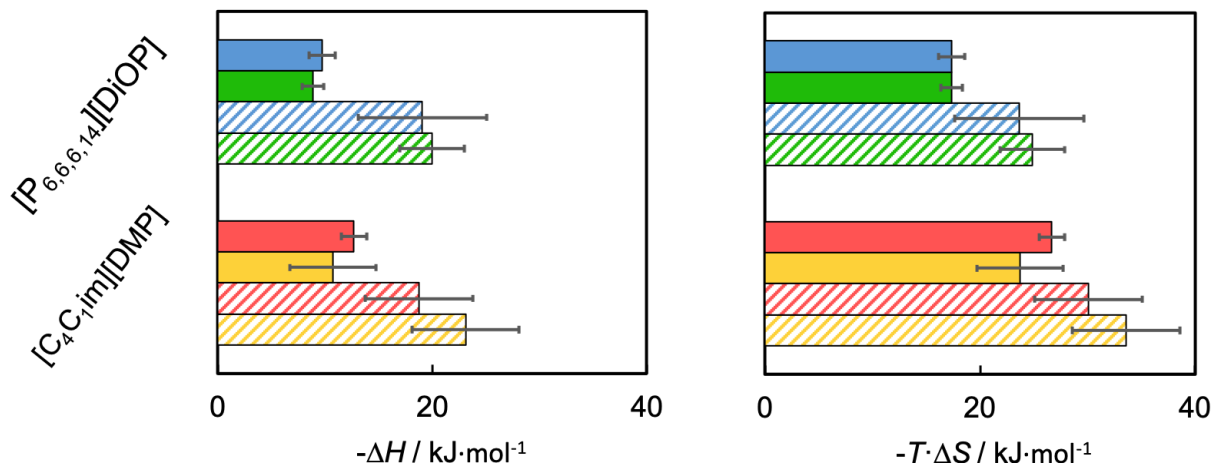 [P6,6,6,14][DiOP]
[C4C1im][DMP]
0 20 40
-ΔH / kJ·mol-1
0 20 40
-T·ΔS / kJ·mol-1